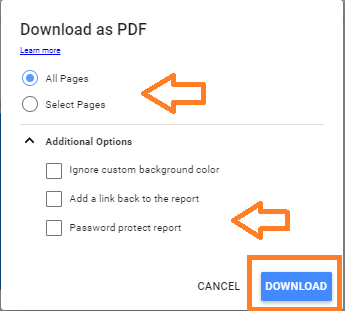 Download as PDF
Learn more
All Pages
Select Pages
Additional Options
Ignore custom background color
Add a link back to the report
Password protect report
CANCEL DOWNLOAD